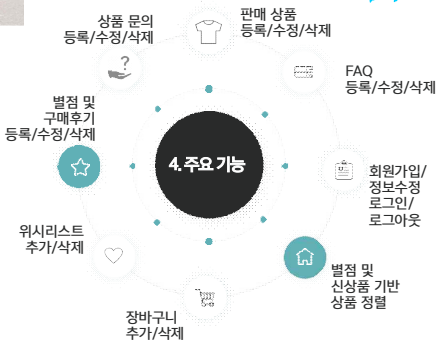 판매 상품
등록/수정/삭제
FAQ
등록/수정/삭제
회원가입/
정보수정
로그인/
로그아웃
별점 및
신상품 기반
상품 정렬
장바구니
추가/삭제
위시리스트
추가/삭제
별점 및
구매후기
등록/수정/삭제
상품 문의
등록/수정/삭제
4. 주요 기능